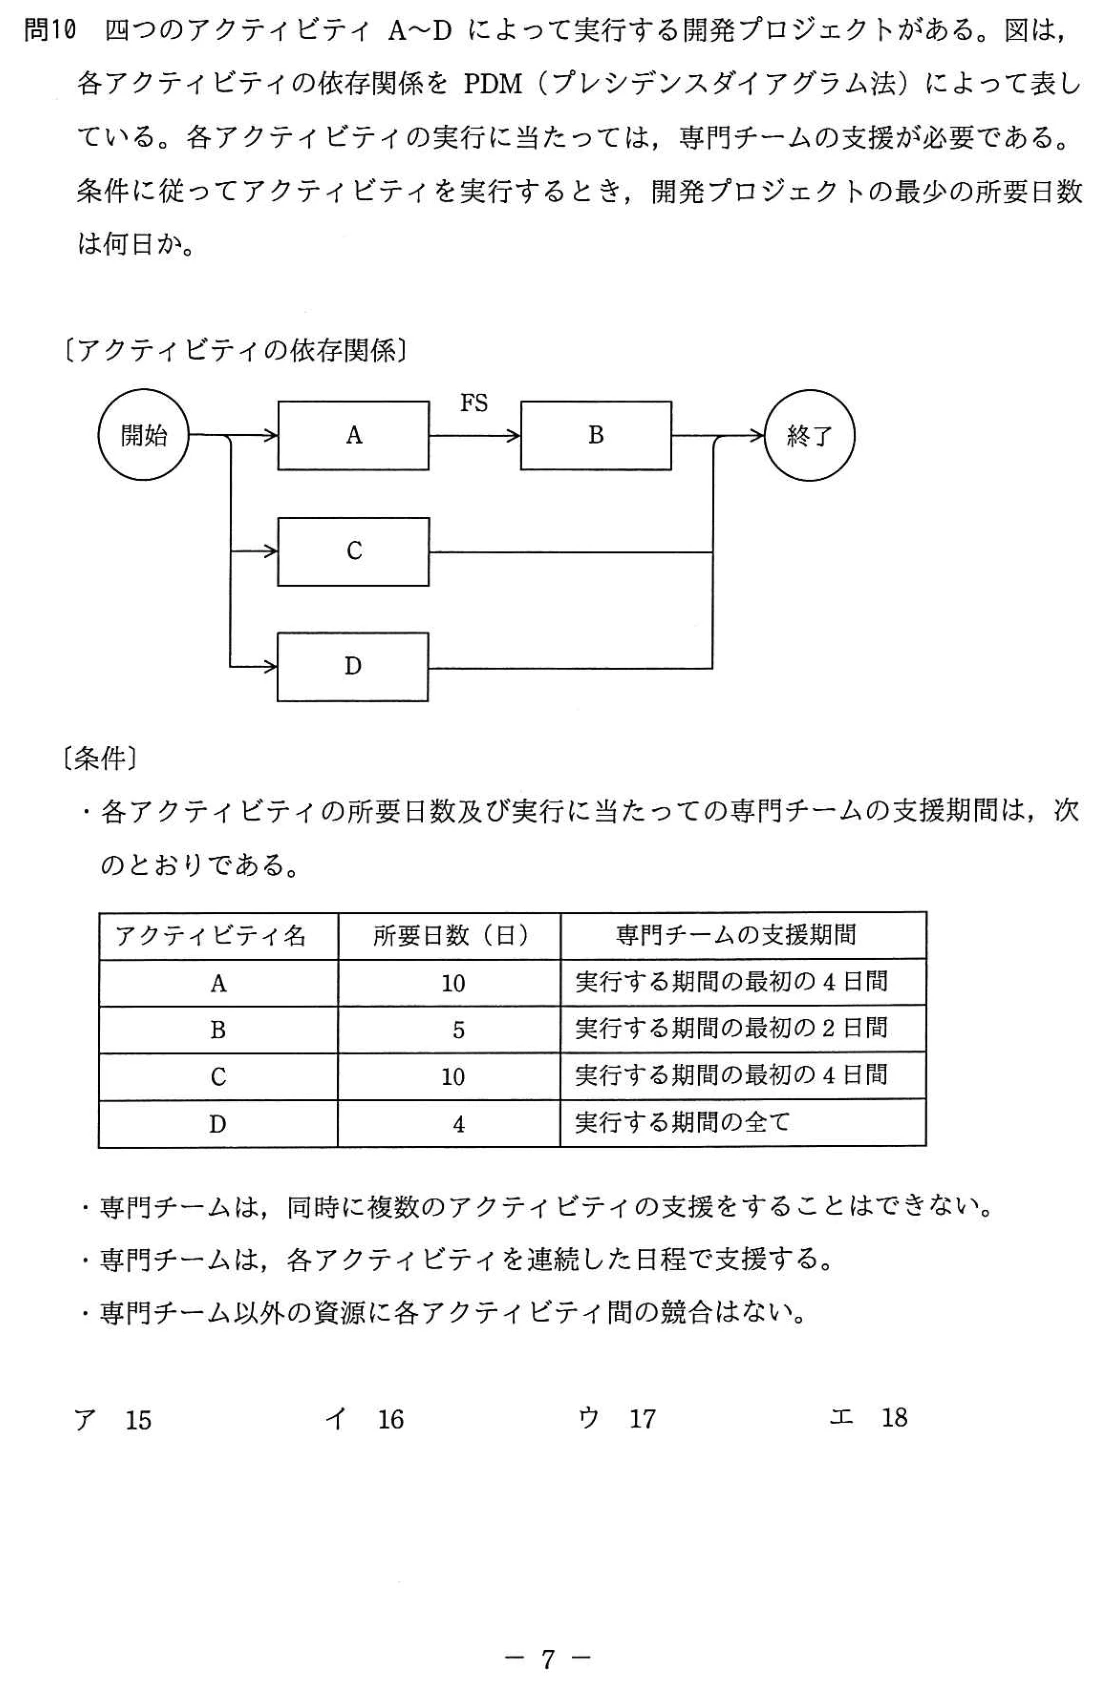 問10 四つのアクティビティ A～D によって実行する開発プロジェクトがある。図は，
各アクティビティの依存関係を PDM（プレシデンスダイアグラム法）によって表し
ている。各アクティビティの実行に当たっては，専門チームの支援が必要である。
条件に従ってアクティビティを実行するとき，開発プロジェクトの最少の所要日数
は何日か。
〔アクティビティの依存関係〕
FS
開始 A B 終了
C
D
〔条件〕
・各アクティビティの所要日数及び実行に当たっての専門チームの支援期間は，次
のとおりである。
アクティビティ名 所要日数（日） 専門チームの支援期間
A 10 実行する期間の最初の4日間
B 5 実行する期間の最初の2日間
C 10 実行する期間の最初の4日間
D 4 実行する期間の全て
・専門チームは，同時に複数のアクティビティの支援をすることはできない。
・専門チームは，各アクティビティを連続した日程で支援する。
・専門チーム以外の資源に各アクティビティ間の競合はない。
ア 15 イ 16 ウ 17 エ 18
－ 7 －